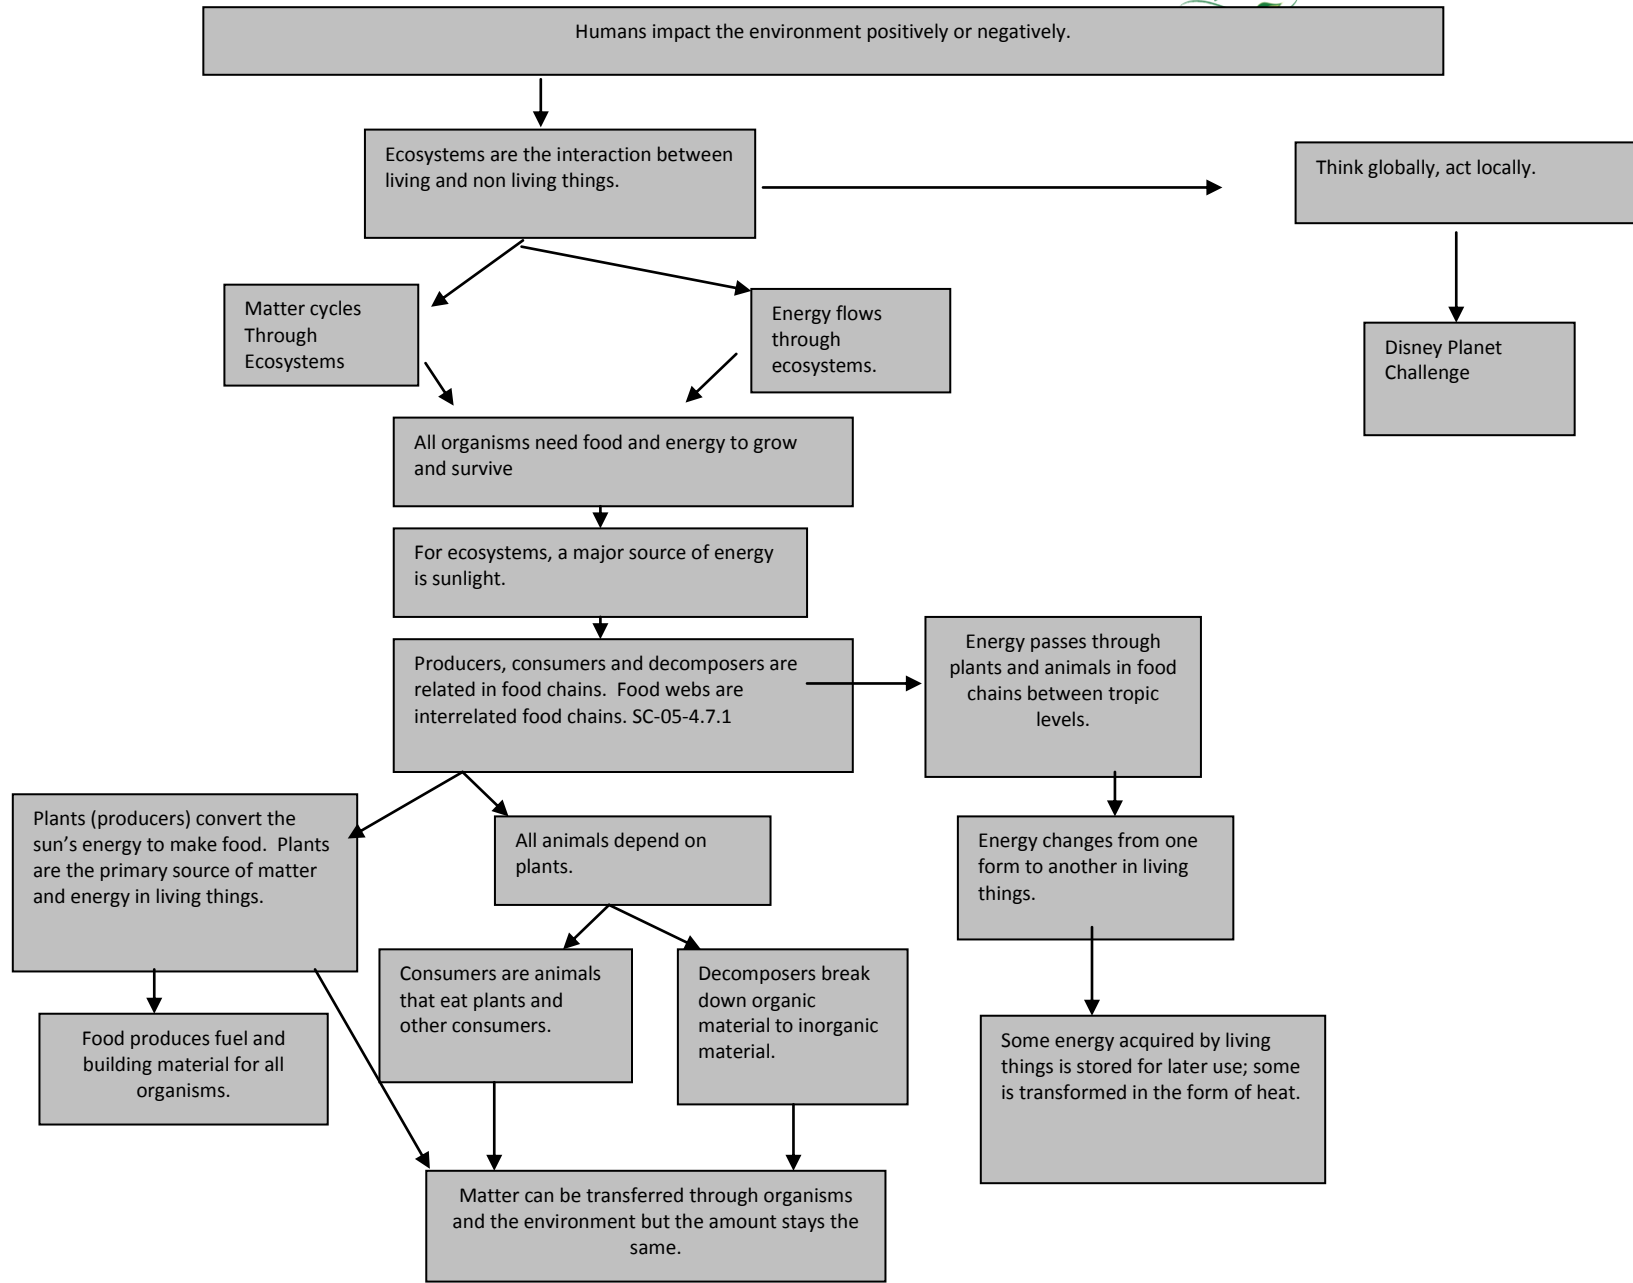 Humans impact the environment positively or negatively.
Ecosystems are the interaction between
living and non living things.
Think globally, act locally.
Matter cycles
Through
Ecosystems
Energy flows
through
ecosystems.
Disney Planet
Challenge
All organisms need food and energy to grow
and survive
For ecosystems, a major source of energy
is sunlight.
Producers, consumers and decomposers are
related in food chains.  Food webs are
interrelated food chains. SC-05-4.7.1
Energy passes through
plants and animals in food
chains between tropic
levels.
Plants (producers) convert the
sun’s energy to make food.  Plants
are the primary source of matter
and energy in living things.
All animals depend on
plants.
Energy changes from one
form to another in living
things.
Consumers are animals
that eat plants and
other consumers.
Decomposers break
down organic
material to inorganic
material.
Food produces fuel and
building material for all
organisms.
Some energy acquired by living
things is stored for later use; some
is transformed in the form of heat.
Matter can be transferred through organisms
and the environment but the amount stays the
same.